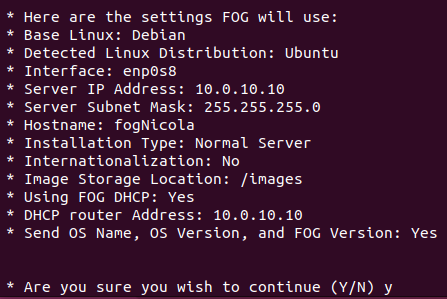 * Here are the settings FOG will use:
* Base Linux: Debian
* Detected Linux Distribution: Ubuntu
* Interface: enp0s8
* Server IP Address: 10.0.10.10
* Server Subnet Mask: 255.255.255.0
* Hostname: fogNicola
* Installation Type: Normal Server
* Internationalization: No
* Image Storage Location: /images
* Using FOG DHCP: Yes
* DHCP router Address: 10.0.10.10
* Send OS Name, OS Version, and FOG Version: Yes
* Are you sure you wish to continue (Y/N) y